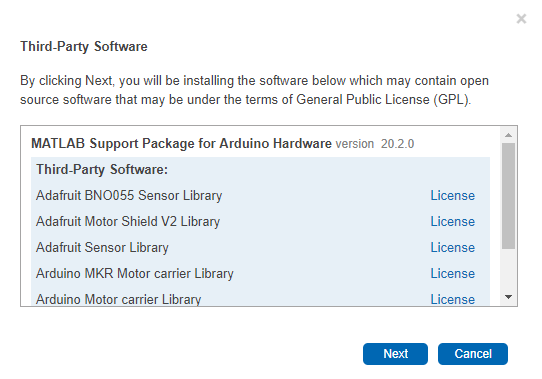 Third-Party Software
By clicking Next, you will be installing the software below which may contain open
source software that may be under the terms of General Public License (GPL).
MATLAB Support Package for Arduino Hardware version 20.2.0
Third-Party Software:
Adafruit BNO055 Sensor Library License
Adafruit Motor Shield V2 Library License
Adafruit Sensor Library License
Arduino MKR Motor carrier Library License
Arduino Motor carrier Library License
Next Cancel